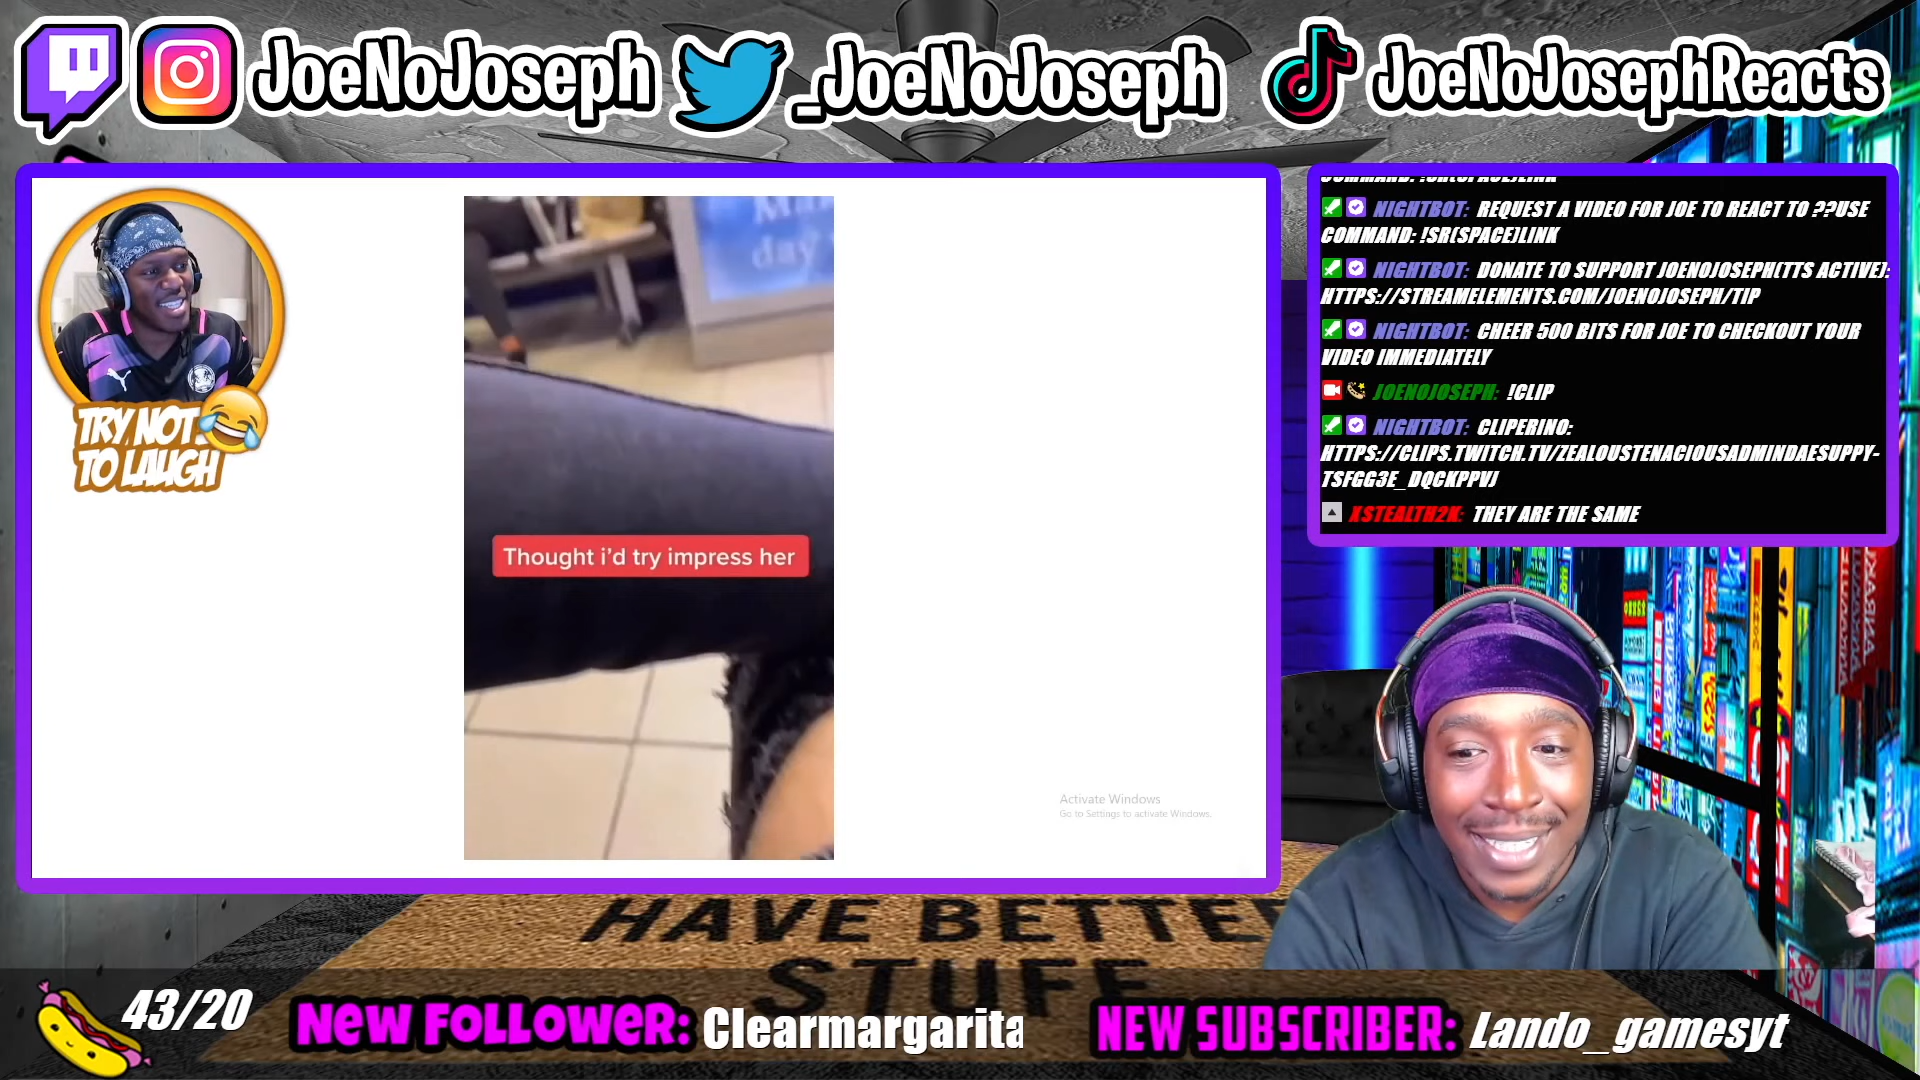 JoeNoJoseph
_JoeNoJoseph
JoeNoJosephReacts
NIGHTBOT: REQUEST A VIDEO FOR JOE TO REACT TO ??USE
COMMAND: !SR(SPACE)LINK
NIGHTBOT: DONATE TO SUPPORT JOENOJOSEPH(TTS ACTIVE):
HTTPS://STREAMELEMENTS.COM/JOENOJOSEPH/TIP
NIGHTBOT: CHEER 500 BITS FOR JOE TO CHECKOUT YOUR
VIDEO IMMEDIATELY
JOENOJOSEPH: !CLIP
NIGHTBOT: CLIPERINO:
HTTPS://CLIPS.TWITCH.TV/ZEALOUSTENACIOUSADMINDAESUPPY-
TSFGG3E_DQCKPPVJ
XSTEALTH2K: THEY ARE THE SAME
day
TRY NOT
TO LAUGH
Thought i'd try impress her
Activate Windows
Go to Settings to activate Windows.
HAVE BETTE
STUFF
43/20
NEW FOLLOWER: Clearmargarita
NEW SUBSCRIBER: Lando_gamesyt